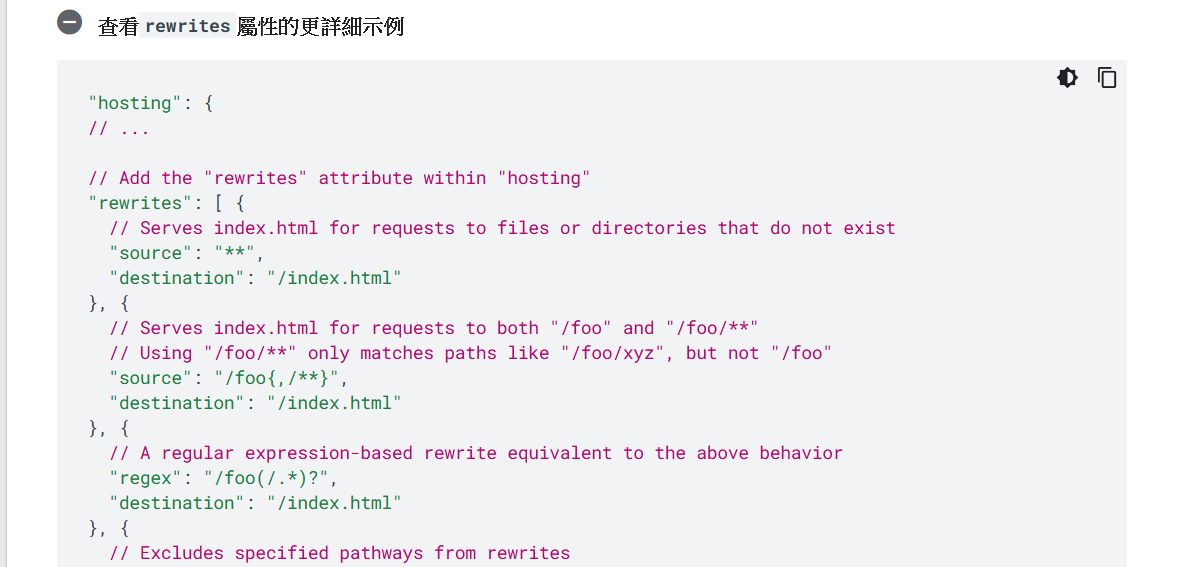 查看 rewrites 屬性的更詳細示例
"hosting": {
// ...
// Add the "rewrites" attribute within "hosting"
"rewrites": [ {
// Serves index.html for requests to files or directories that do not exist
"source": "**",
"destination": "/index.html"
}, {
// Serves index.html for requests to both "/foo" and "/foo/**"
// Using "/foo/**" only matches paths like "/foo/xyz", but not "/foo"
"source": "/foo{,/**}",
"destination": "/index.html"
}, {
// A regular expression-based rewrite equivalent to the above behavior
"regex": "/foo(/.*)?",
"destination": "/index.html"
}, {
// Excludes specified pathways from rewrites